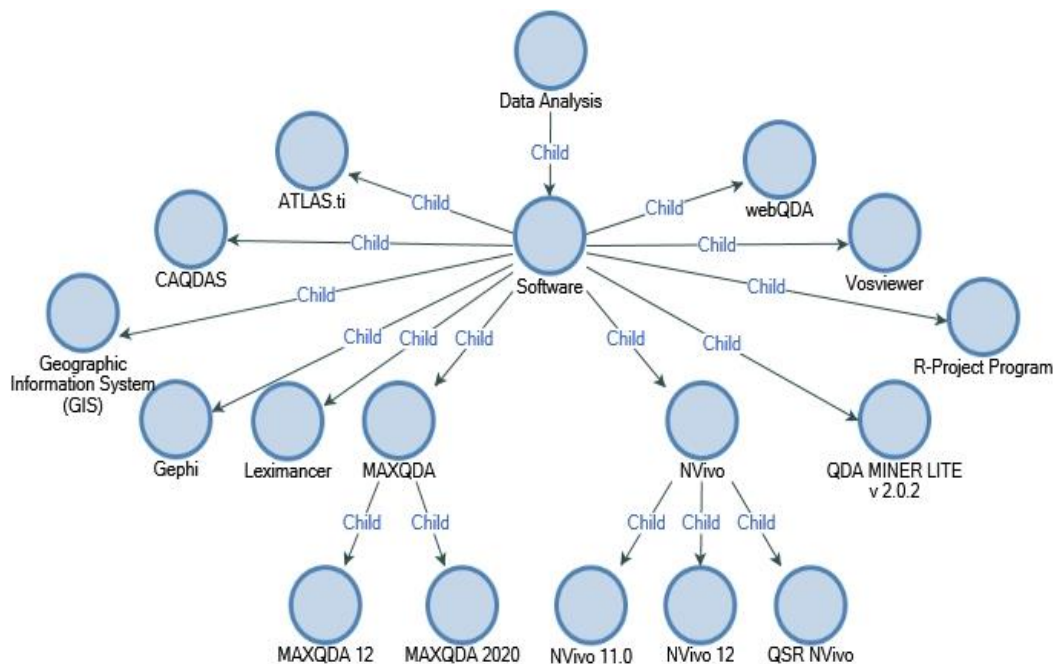 Data Analysis
Child
ATLAS.ti
Child
Child
webQDA
CAQDAS
Child
Software
Child
Vosviewer
Geographic
Information System
(GIS)
Child
Child
R-Project Program
Gephi
Child
Leximancer
Child
MAXQDA
Child
NVivo
Child
QDA MINER LITE
v 2.0.2
Child
Child
Child
Child
Child
Child
MAXQDA 12
MAXQDA 2020
NVivo 11.0
NVivo 12
QSR NVivo